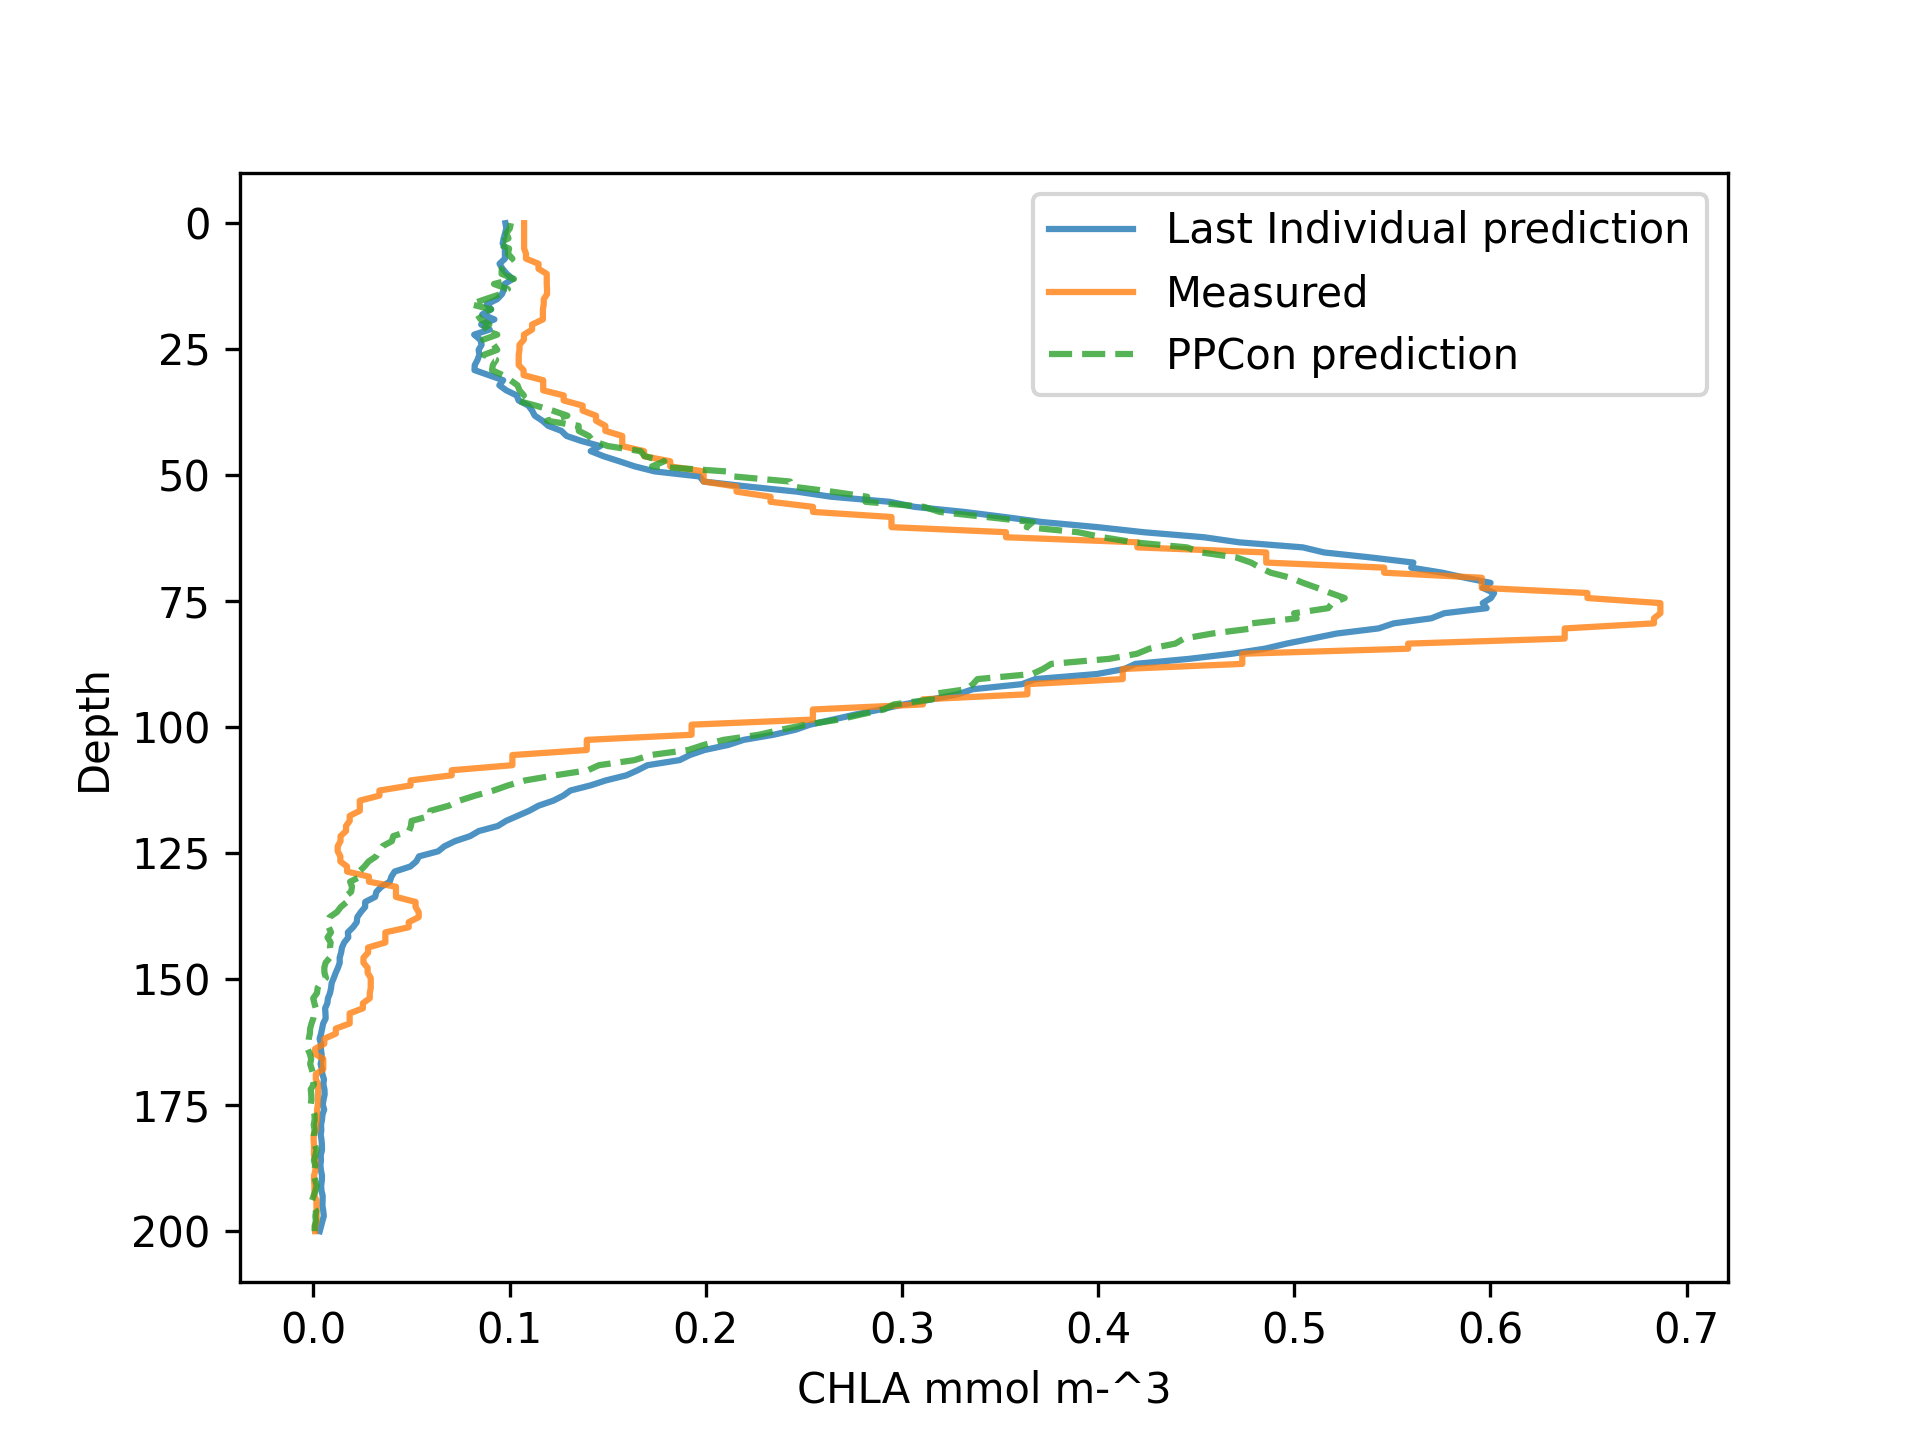 Last Individual prediction
Measured
PPCon prediction
0
25
50
75
100
125
150
175
200
Depth
0.0 0.1 0.2 0.3 0.4 0.5 0.6 0.7
CHLA mmol m-^3